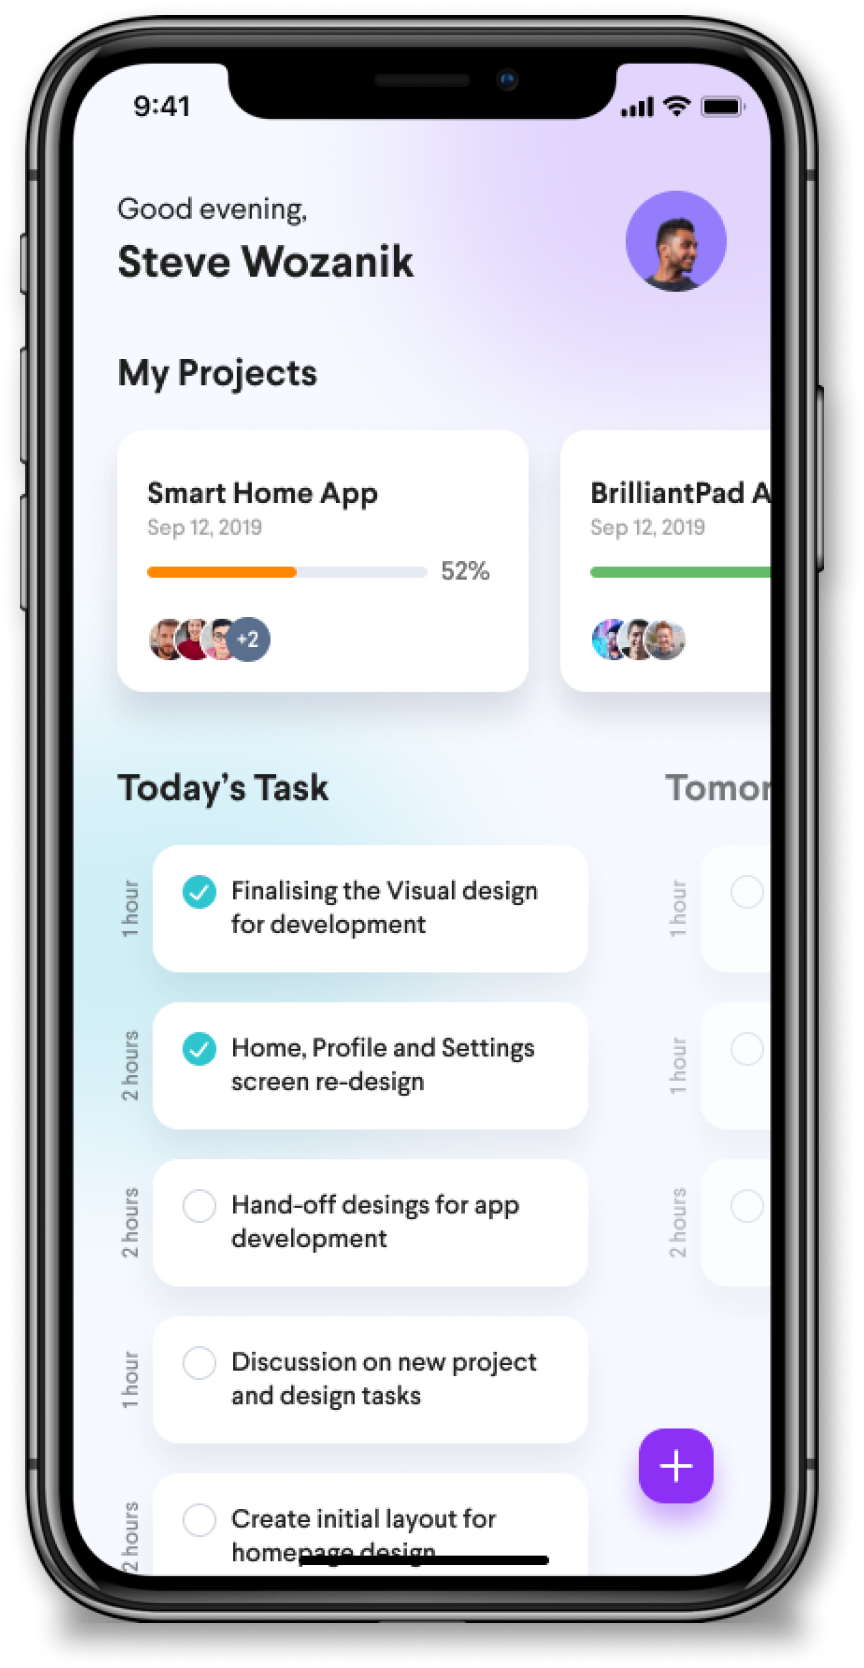 9:41
Good evening,
Steve Wozanik
My Projects
Smart Home App
Sep 12, 2019
52%
+2
BrilliantPad A
Sep 12, 2019
Today's Task
1 hour
Finalising the Visual design
for development
2 hours
Home, Profile and Settings
screen re-design
2 hours
Hand-off desings for app
development
1 hour
Discussion on new project
and design tasks
2 hours
Create initial layout for
homepage design
Tomor
1 hour
1 hour
2 hours